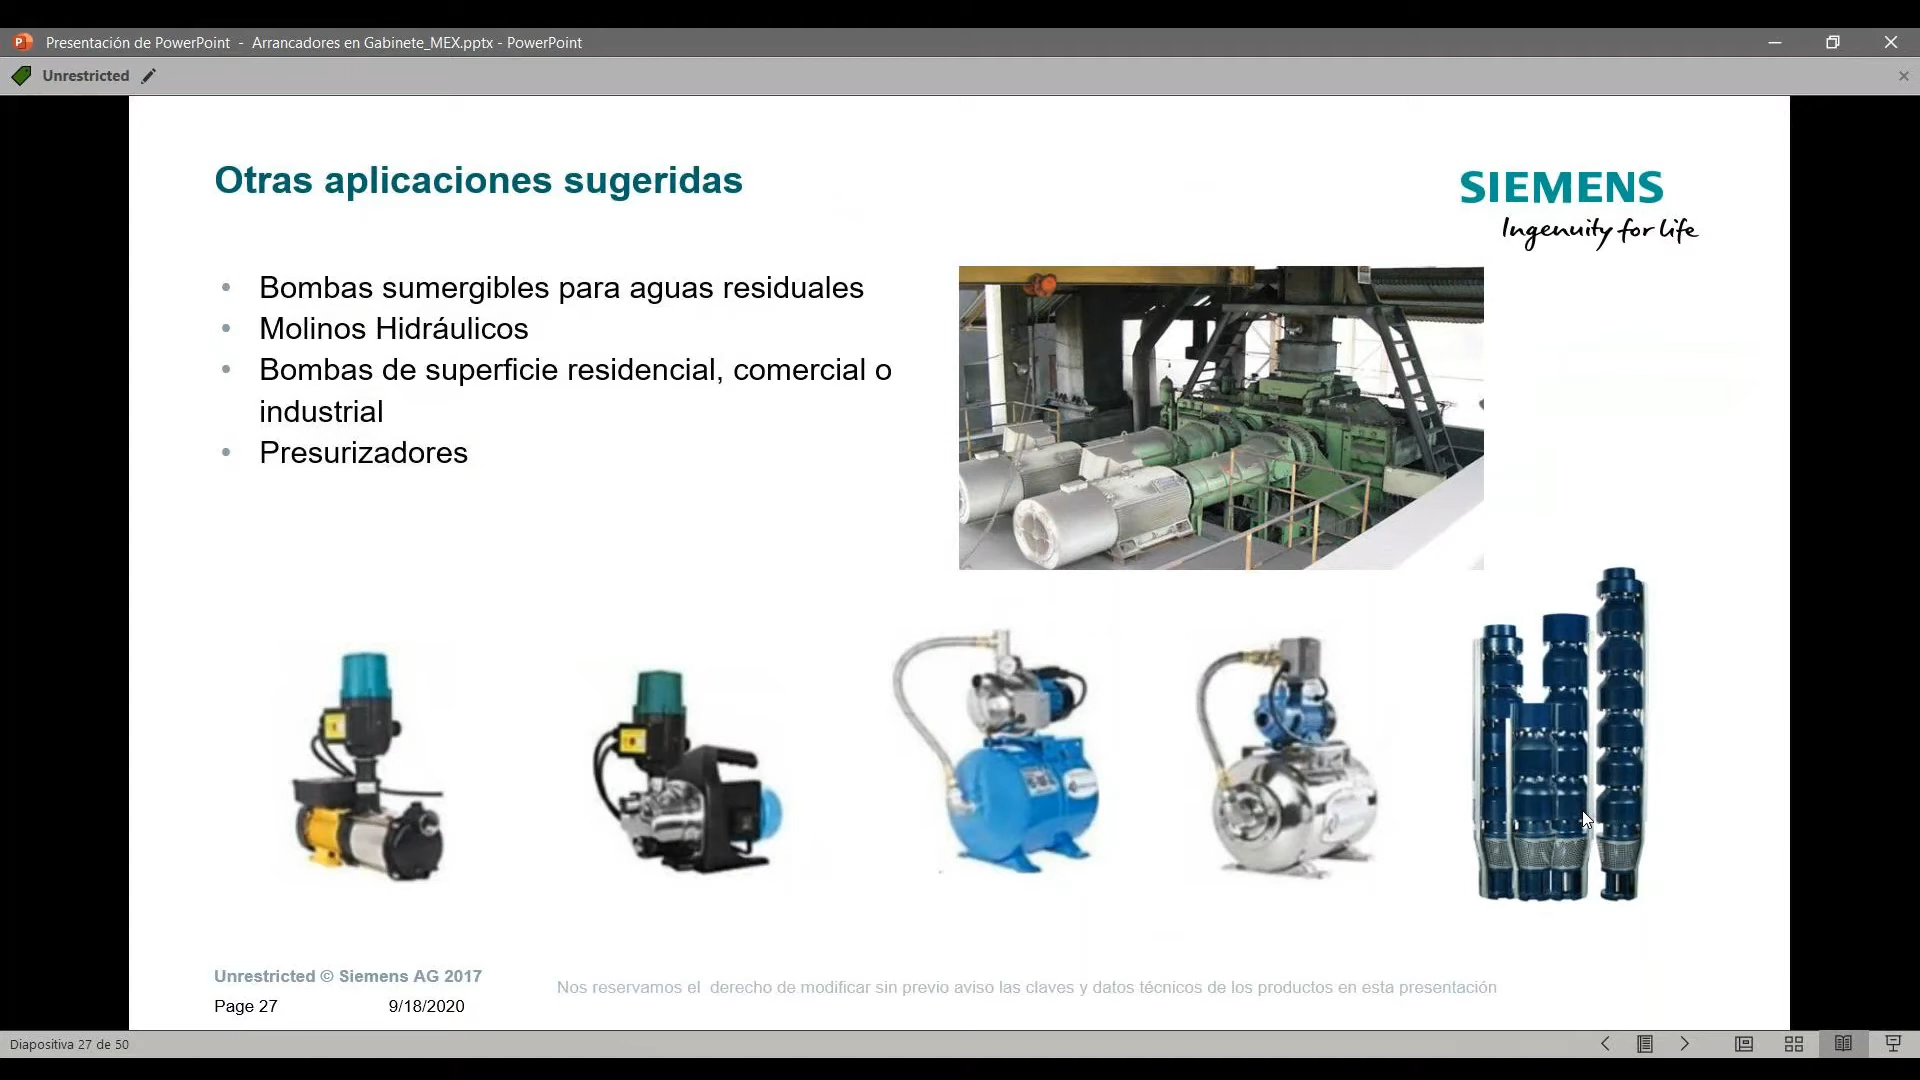 Presentación de PowerPoint - Arrancadores en Gabinete_MEX.pptx - PowerPoint
Unrestricted
Otras aplicaciones sugeridas
SIEMENS
Ingenuity for life
• Bombas sumergibles para aguas residuales
• Molinos Hidráulicos
• Bombas de superficie residencial, comercial o
industrial
• Presurizadores
Unrestricted © Siemens AG 2017
Page 27 9/18/2020
Nos reservamos el derecho de modificar sin previo aviso las claves y datos técnicos de los productos en esta presentación
Diapositiva 27 de 50